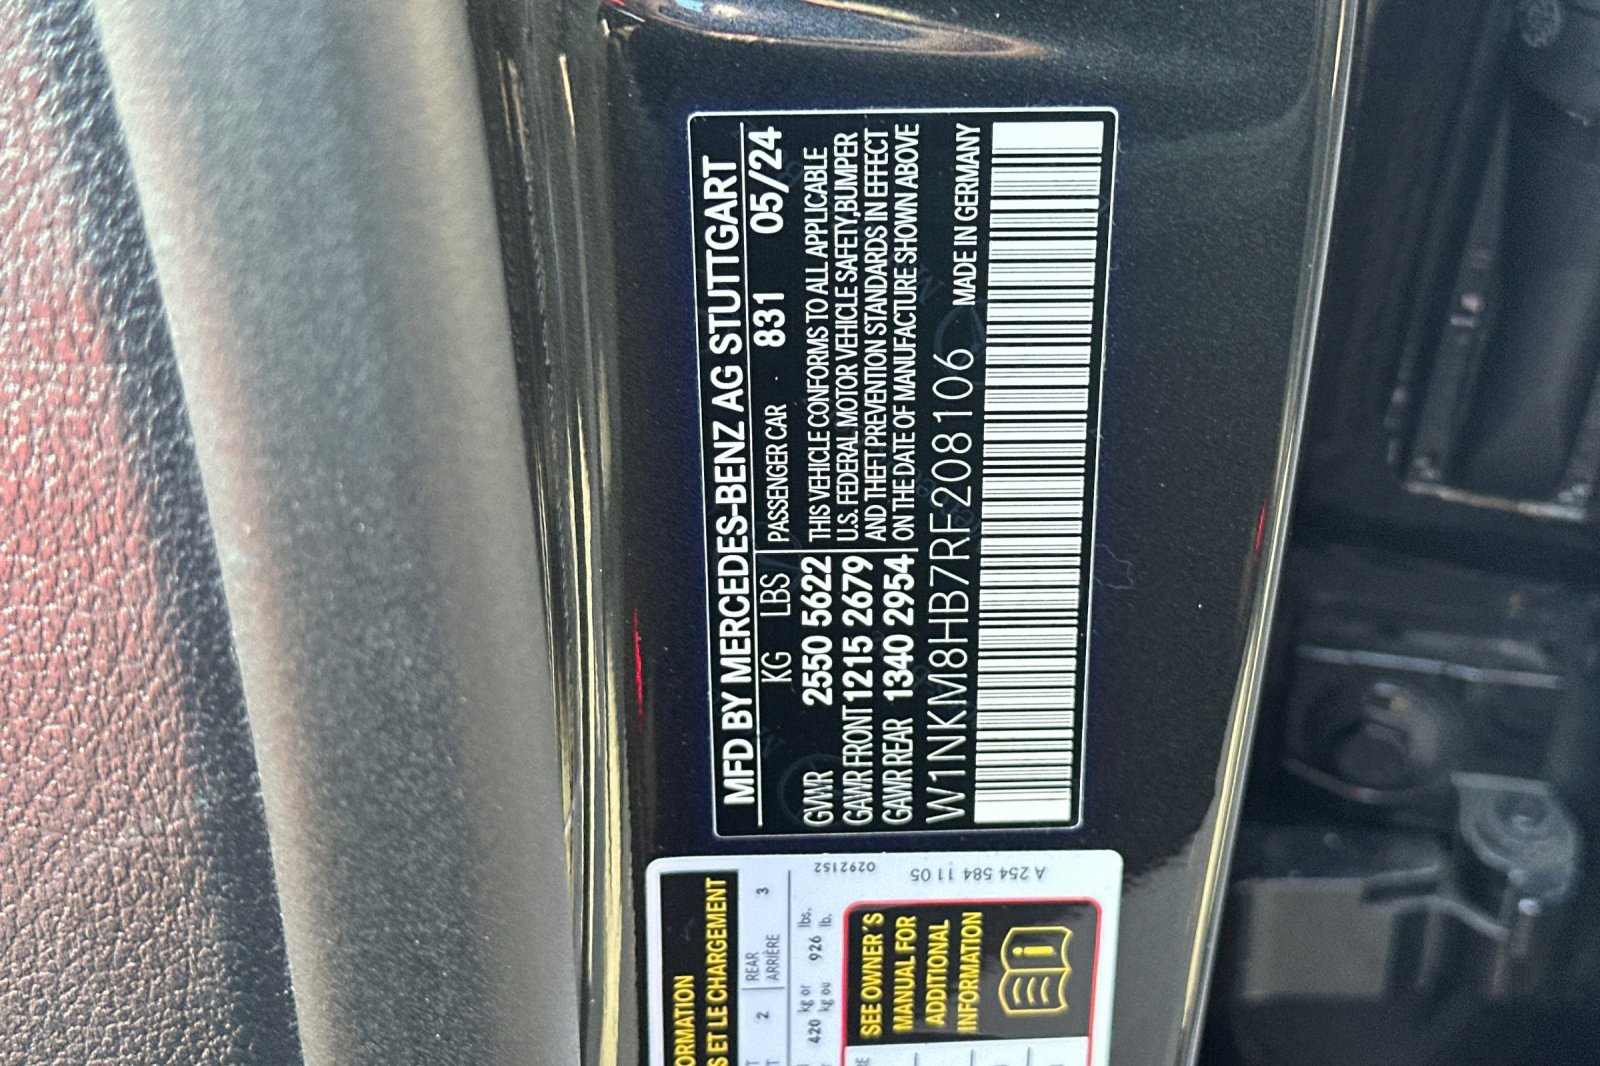 MFD BY MERCEDES-BENZ AG STUTTGART
KG LBS PASSENGER CAR 831 05/24
GVWR 2550 5622 THIS VEHICLE CONFORMS TO ALL APPLICABLE
GAWR FRONT 1215 2679 U.S. FEDERAL MOTOR VEHICLE SAFETY,BUMPER
GAWR REAR 1340 2954 AND THEFT PREVENTION STANDARDS IN EFFECT
ON THE DATE OF MANUFACTURE SHOWN ABOVE
W1NKM8HB7RF208106 MADE IN GERMANY
ORMATION
S ET LE CHARGEMENT
2 REAR 3
ARRIÈRE
420 kg or 926 lbs.
kg ou lb.
SEE OWNER'S
MANUAL FOR
ADDITIONAL
INFORMATION
0292152
A 254 584 11 05